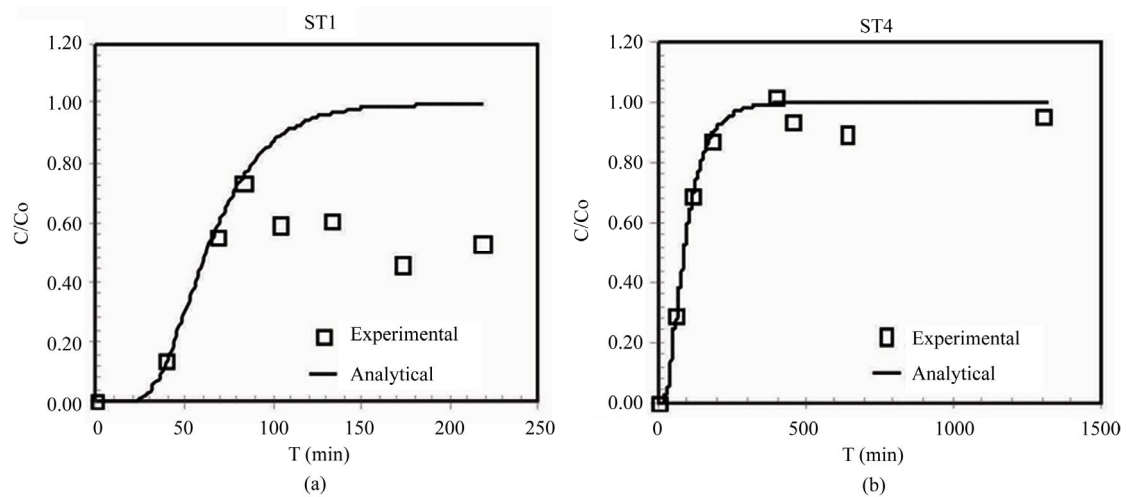 ST1
1.20
1.00
0.80
0.60
0.40
0.20
0.00
C/Co
0
50
100
150
200
250
T (min)
Experimental
Analytical
(a)
ST4
1.20
1.00
0.80
0.60
0.40
0.20
0.00
C/Co
0
500
1000
1500
T (min)
Experimental
Analytical
(b)